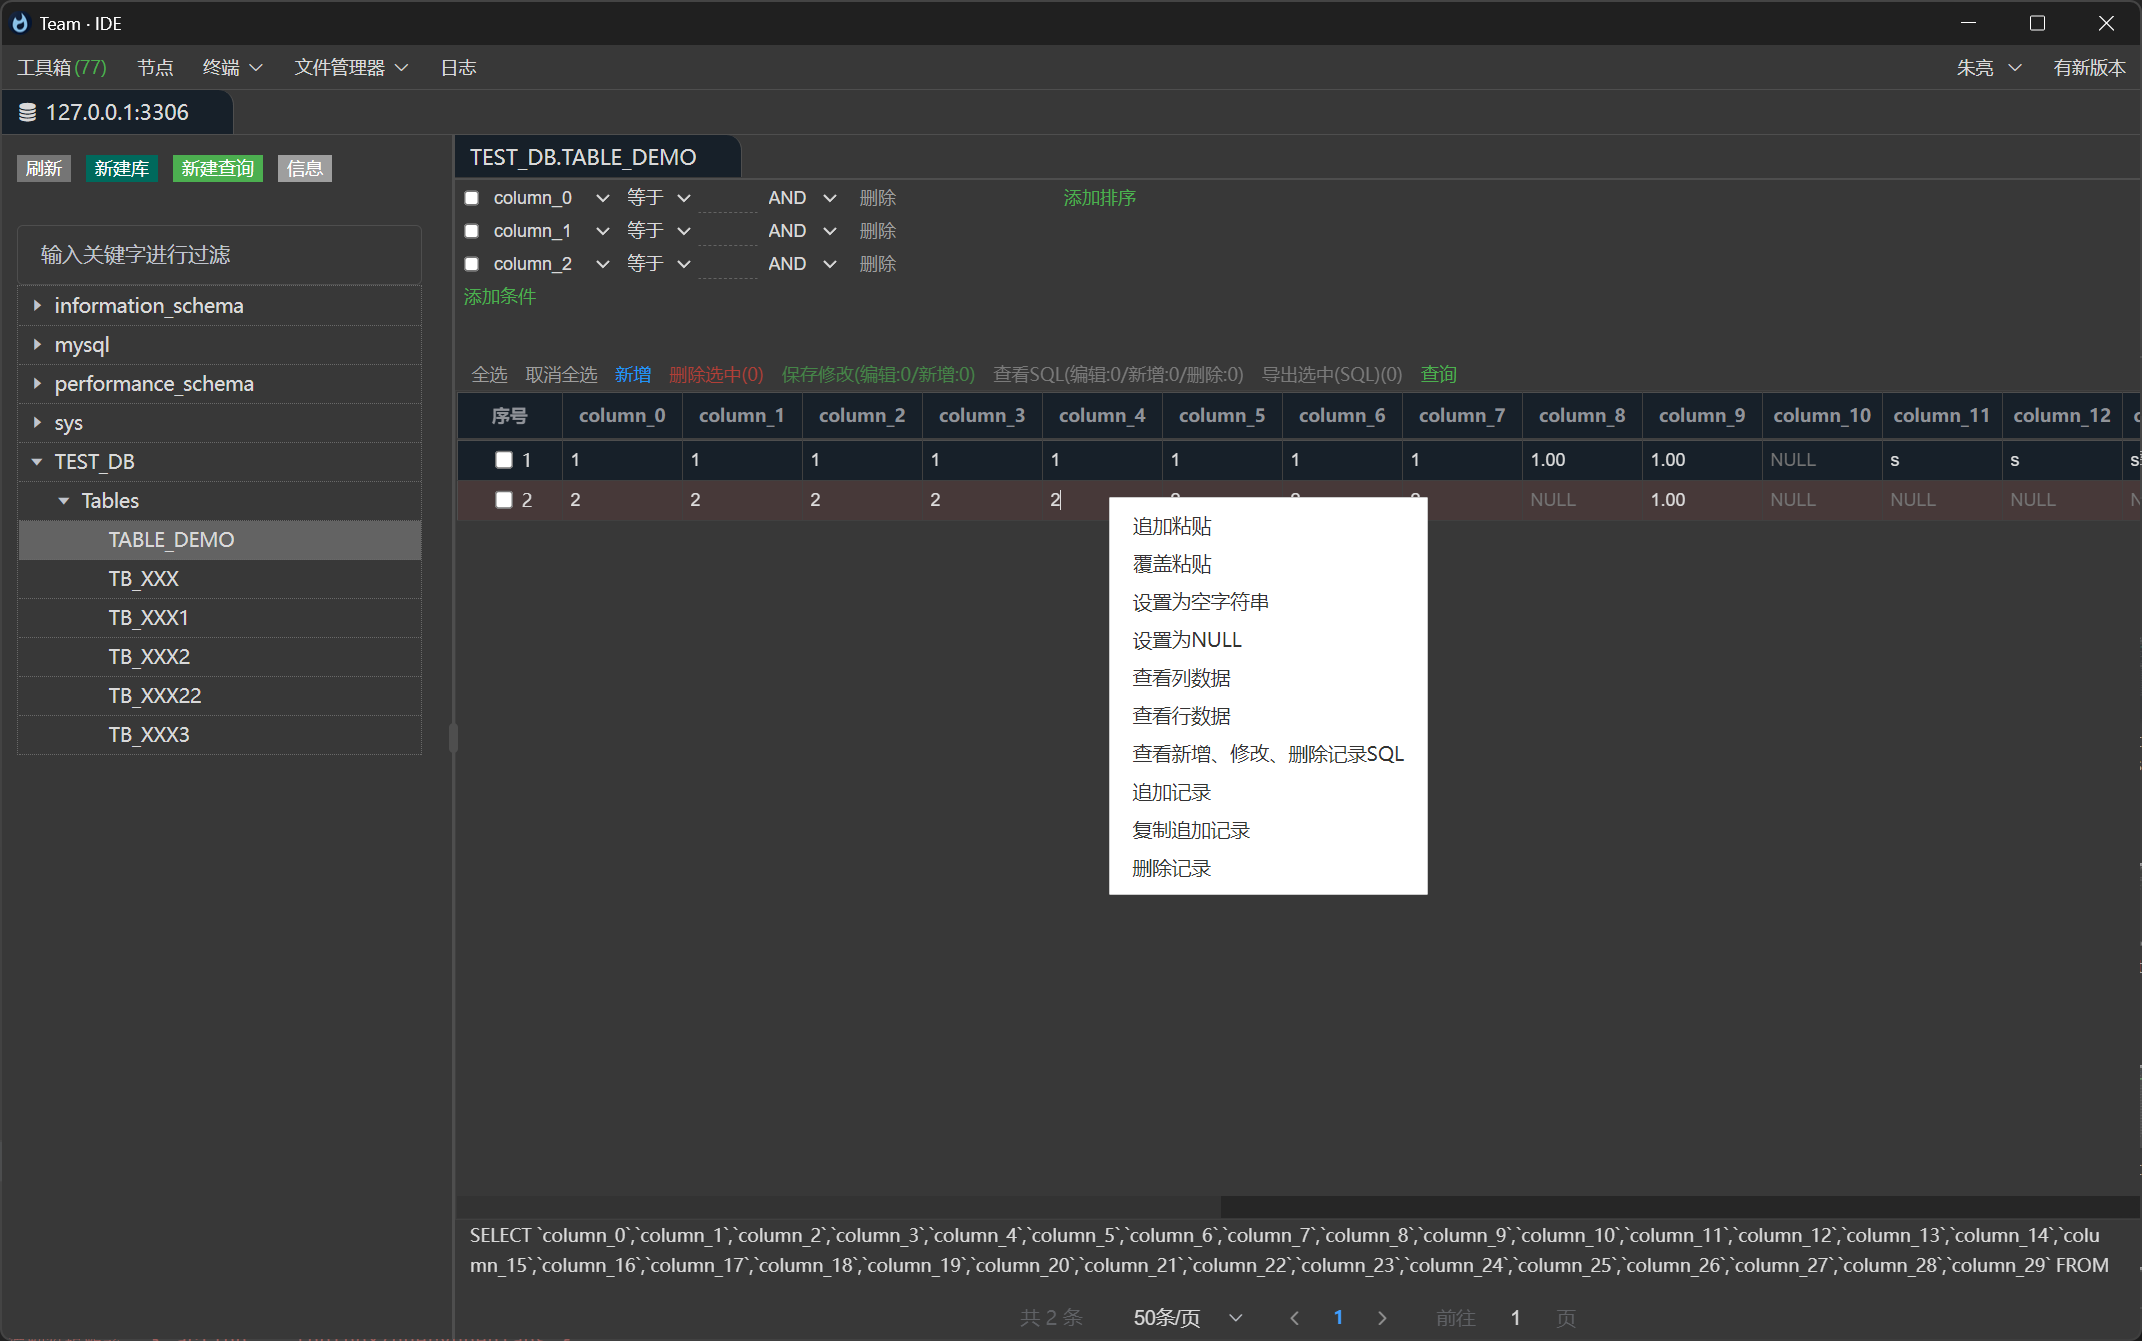 Team · IDE
工具箱(77) 节点 终端 文件管理器 日志 朱亮 有新版本
127.0.0.1:3306
刷新 新建库 新建查询 信息
输入关键字进行过滤
information_schema
mysql
performance_schema
sys
TEST_DB
Tables
TABLE_DEMO
TB_XXX
TB_XXX1
TB_XXX2
TB_XXX22
TB_XXX3
TEST_DB.TABLE_DEMO
column_0 等于 AND 删除 添加排序
column_1 等于 AND 删除
column_2 等于 AND 删除
添加条件
全选 取消全选 新增 删除选中(0) 保存修改(编辑:0/新增:0) 查看SQL(编辑:0/新增:0/删除:0) 导出选中(SQL)(0) 查询
序号 column_0 column_1 column_2 column_3 column_4 column_5 column_6 column_7 column_8 column_9 column_10 column_11 column_12
1 1 1 1 1 1 1 1 1 1.00 1.00 NULL s s s
2 2 2 2 2 2 NULL 1.00 NULL NULL NULL N
追加粘贴
覆盖粘贴
设置为空字符串
设置为NULL
查看列数据
查看行数据
查看新增、修改、删除记录SQL
追加记录
复制追加记录
删除记录
SELECT `column_0`,`column_1`,`column_2`,`column_3`,`column_4`,`column_5`,`column_6`,`column_7`,`column_8`,`column_9`,`column_10`,`column_11`,`column_12`,`column_13`,`column_14`,`colu
mn_15`,`column_16`,`column_17`,`column_18`,`column_19`,`column_20`,`column_21`,`column_22`,`column_23`,`column_24`,`column_25`,`column_26`,`column_27`,`column_28`,`column_29` FROM
共 2 条 50条/页 1 前往 1 页